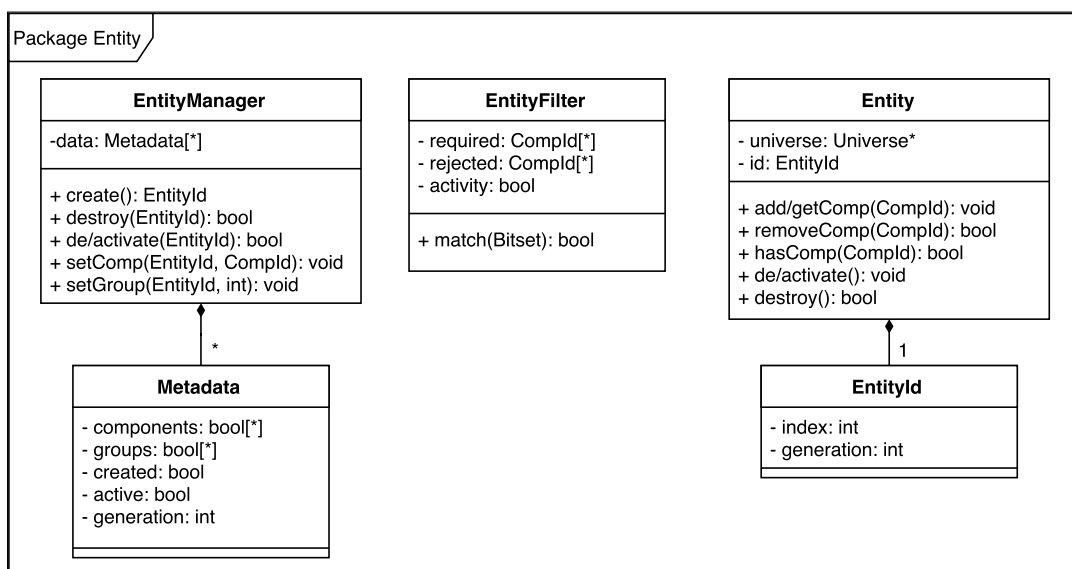 Package Entity
EntityManager
-data: Metadata[*]
+ create(): EntityId
+ destroy(EntityId): bool
+ de/activate(EntityId): bool
+ setComp(EntityId, CompId): void
+ setGroup(EntityId, int): void
*
Metadata
- components: bool[*]
- groups: bool[*]
- created: bool
- active: bool
- generation: int
EntityFilter
- required: CompId[*]
- rejected: CompId[*]
- activity: bool
+ match(Bitset): bool
Entity
- universe: Universe*
- id: EntityId
+ add/getComp(CompId): void
+ removeComp(CompId): bool
+ hasComp(CompId): bool
+ de/activate(): void
+ destroy(): bool
1
EntityId
- index: int
- generation: int